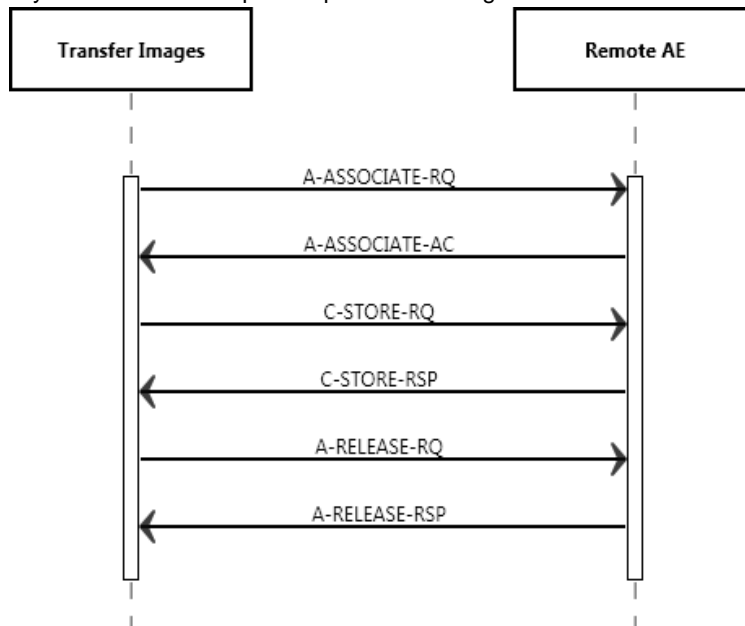 Transfer Images
Remote AE
A-ASSOCIATE-RQ
A-ASSOCIATE-AC
C-STORE-RQ
C-STORE-RSP
A-RELEASE-RQ
A-RELEASE-RSP